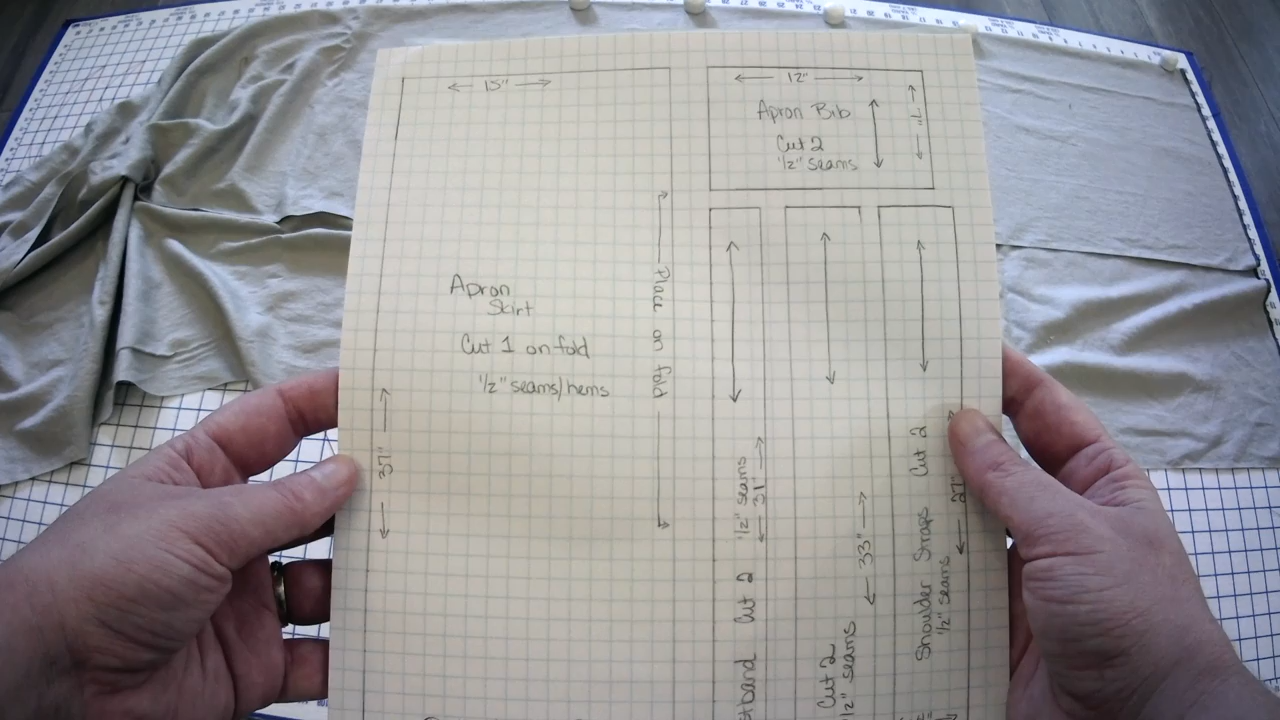 15"
Apron
Skirt
Cut 1 on fold
1/2" seams/hems
37"
Place on fold
12"
Apron Bib
Cut 2
1/2" seams
7"
Cut 2
1/2" seams
31"
Cut 2
1/2" seams
33"
Shoulder Straps Cut 2
1/2" seams
27"